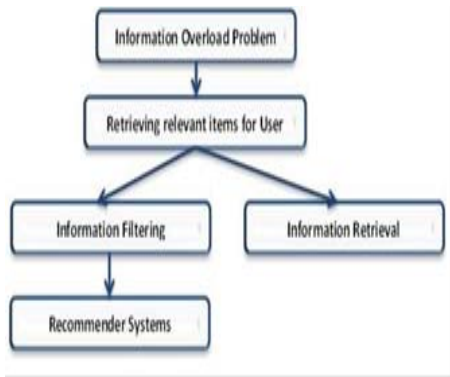 Information Overload Problem
Retrieving relevant items for User
Information Filtering
Information Retrieval
Recommender Systems